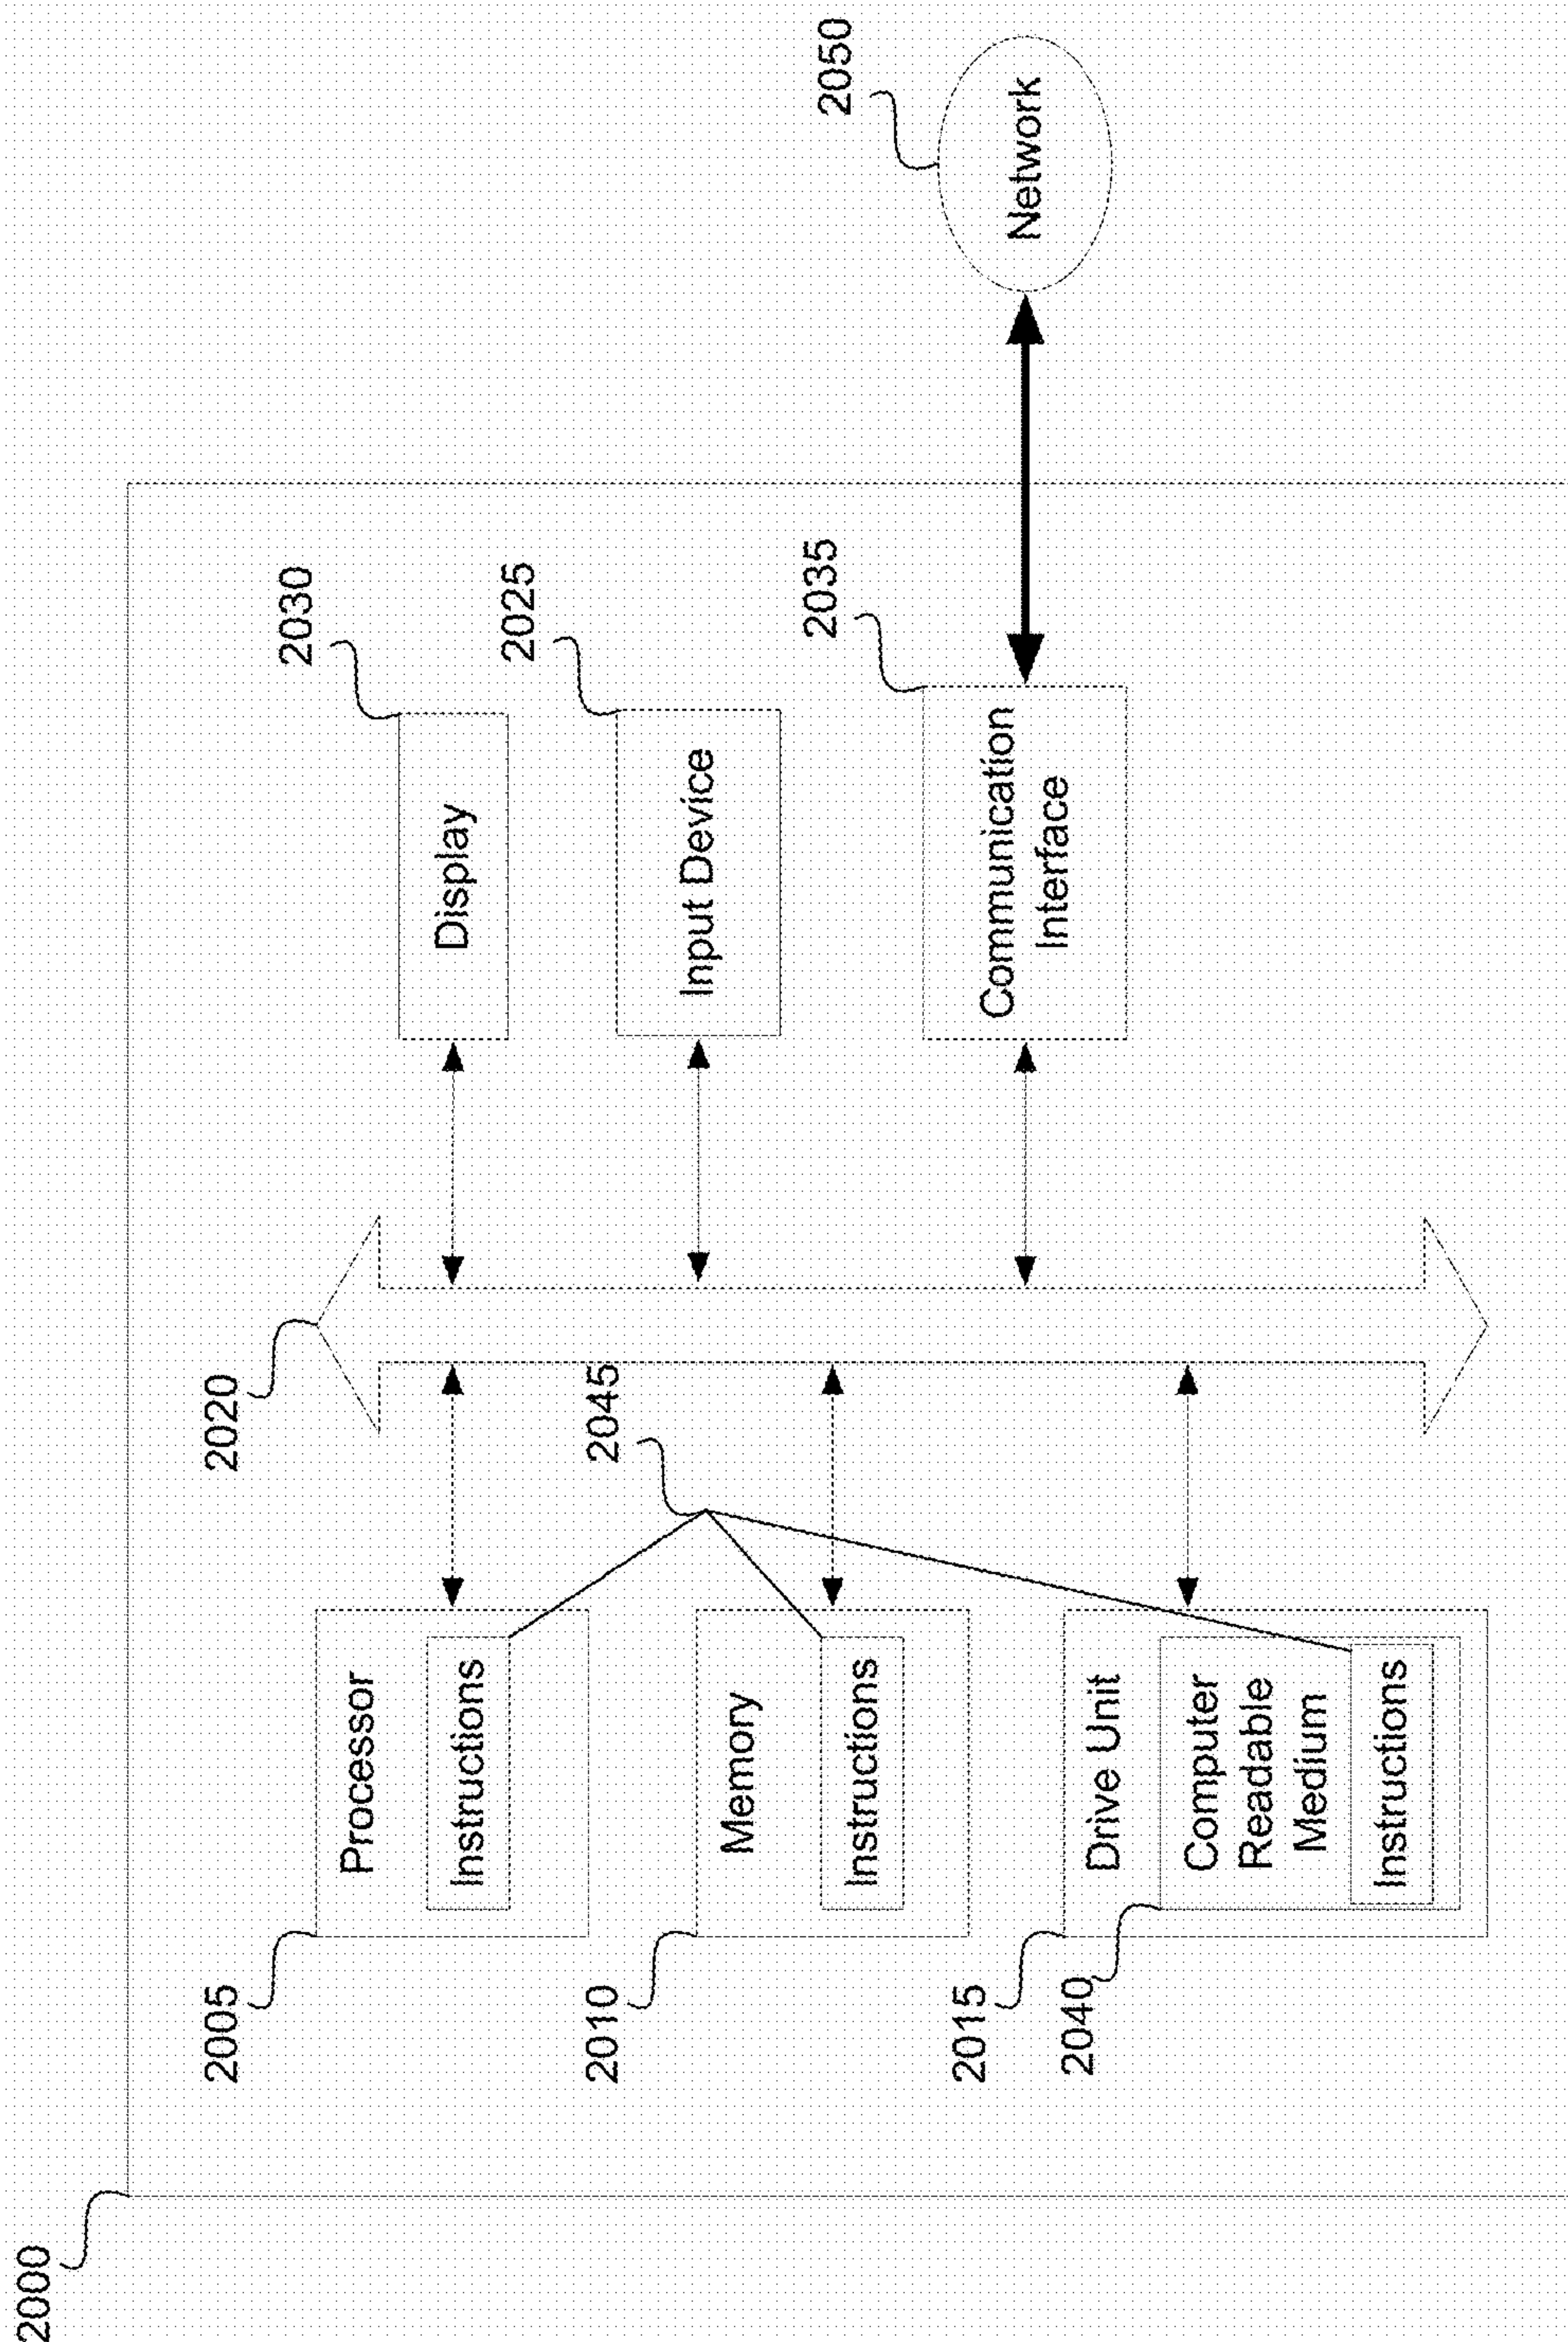 2000
2005
Processor
Instructions
2010
Memory
Instructions
2015
Drive Unit
2040
Computer
Readable
Medium
Instructions
2020
2045
2030
Display
2025
Input Device
2035
Communication
Interface
2050
Network